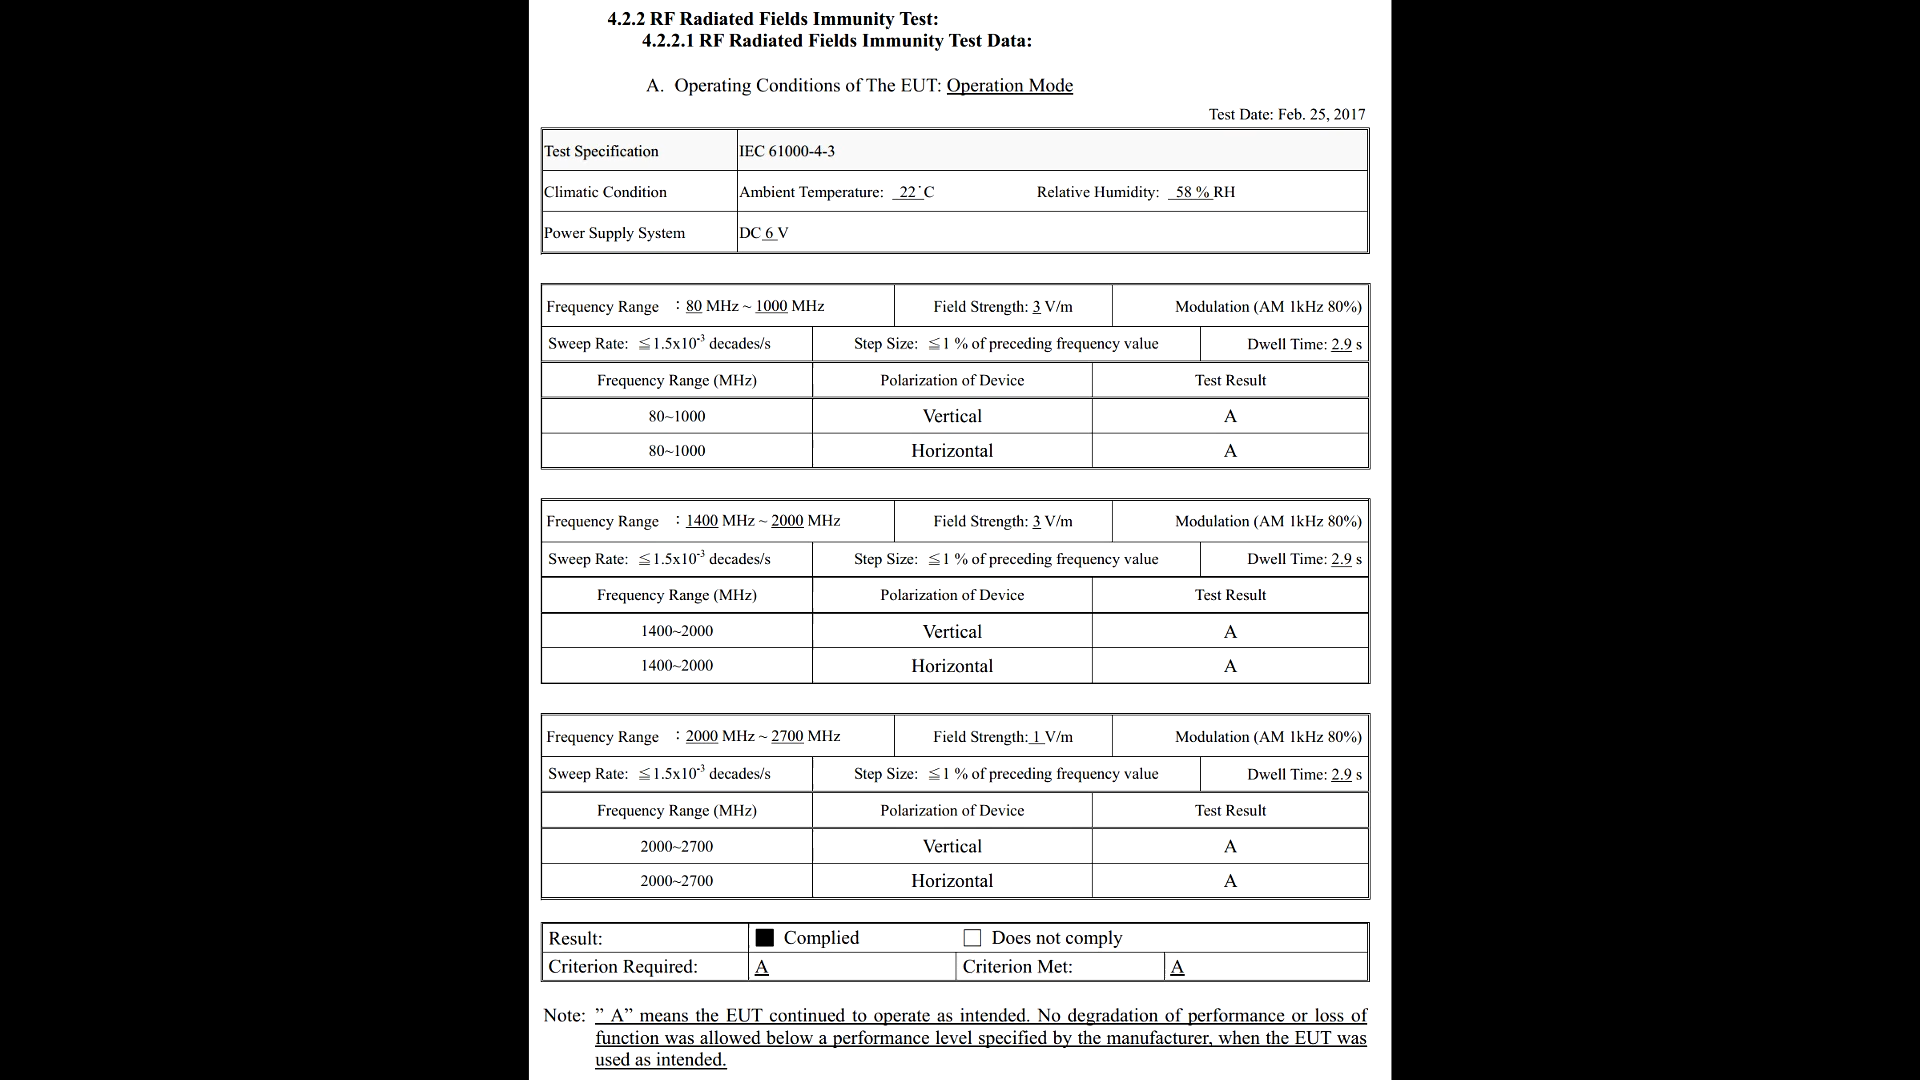 4.2.2 RF Radiated Fields Immunity Test:
4.2.2.1 RF Radiated Fields Immunity Test Data:
A. Operating Conditions of The EUT: Operation Mode
Test Date: Feb. 25, 2017
Test Specification IEC 61000-4-3
Climatic Condition Ambient Temperature: 22˙C Relative Humidity: 58 % RH
Power Supply System DC 6 V
Frequency Range : 80 MHz ~ 1000 MHz Field Strength: 3 V/m Modulation (AM 1kHz 80%)
Sweep Rate: ≦1.5x10⁻³ decades/s Step Size: ≦1 % of preceding frequency value Dwell Time: 2.9 s
Frequency Range (MHz) Polarization of Device Test Result
80~1000 Vertical A
80~1000 Horizontal A
Frequency Range : 1400 MHz ~ 2000 MHz Field Strength: 3 V/m Modulation (AM 1kHz 80%)
Sweep Rate: ≦1.5x10⁻³ decades/s Step Size: ≦1 % of preceding frequency value Dwell Time: 2.9 s
Frequency Range (MHz) Polarization of Device Test Result
1400~2000 Vertical A
1400~2000 Horizontal A
Frequency Range : 2000 MHz ~ 2700 MHz Field Strength: 1 V/m Modulation (AM 1kHz 80%)
Sweep Rate: ≦1.5x10⁻³ decades/s Step Size: ≦1 % of preceding frequency value Dwell Time: 2.9 s
Frequency Range (MHz) Polarization of Device Test Result
2000~2700 Vertical A
2000~2700 Horizontal A
Result: ■ Complied □ Does not comply
Criterion Required: A Criterion Met: A
Note: ” A” means the EUT continued to operate as intended. No degradation of performance or loss of
function was allowed below a performance level specified by the manufacturer, when the EUT was
used as intended.